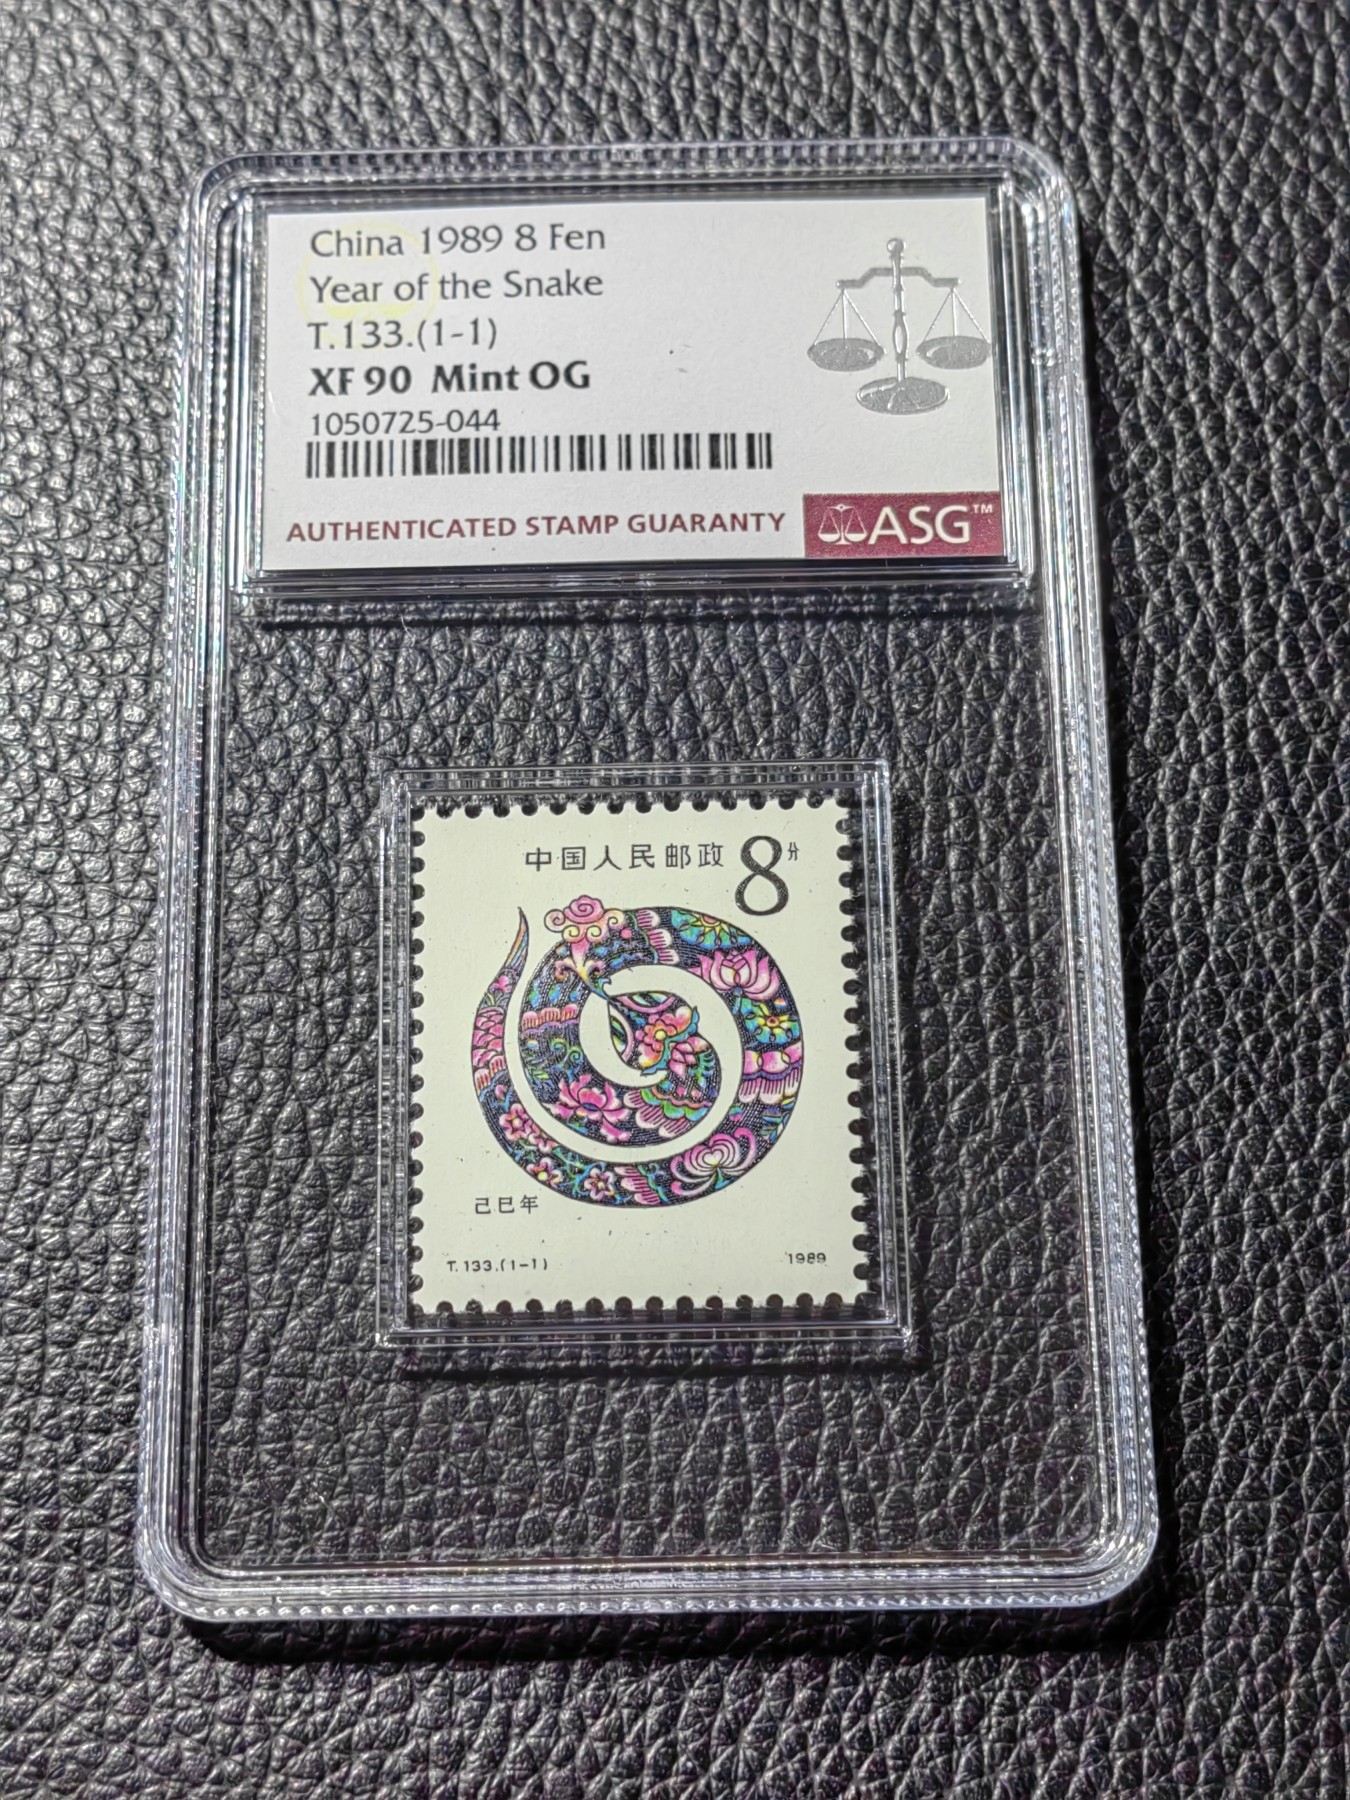 China 1989 8 Fen
Year of the Snake
T.133.(1-1)
XF 90 Mint OG
1050725-044
AUTHENTICATED STAMP GUARANTY
ASG™
中国人民邮政 8分
己巳年
T.133.(1-1) 1989